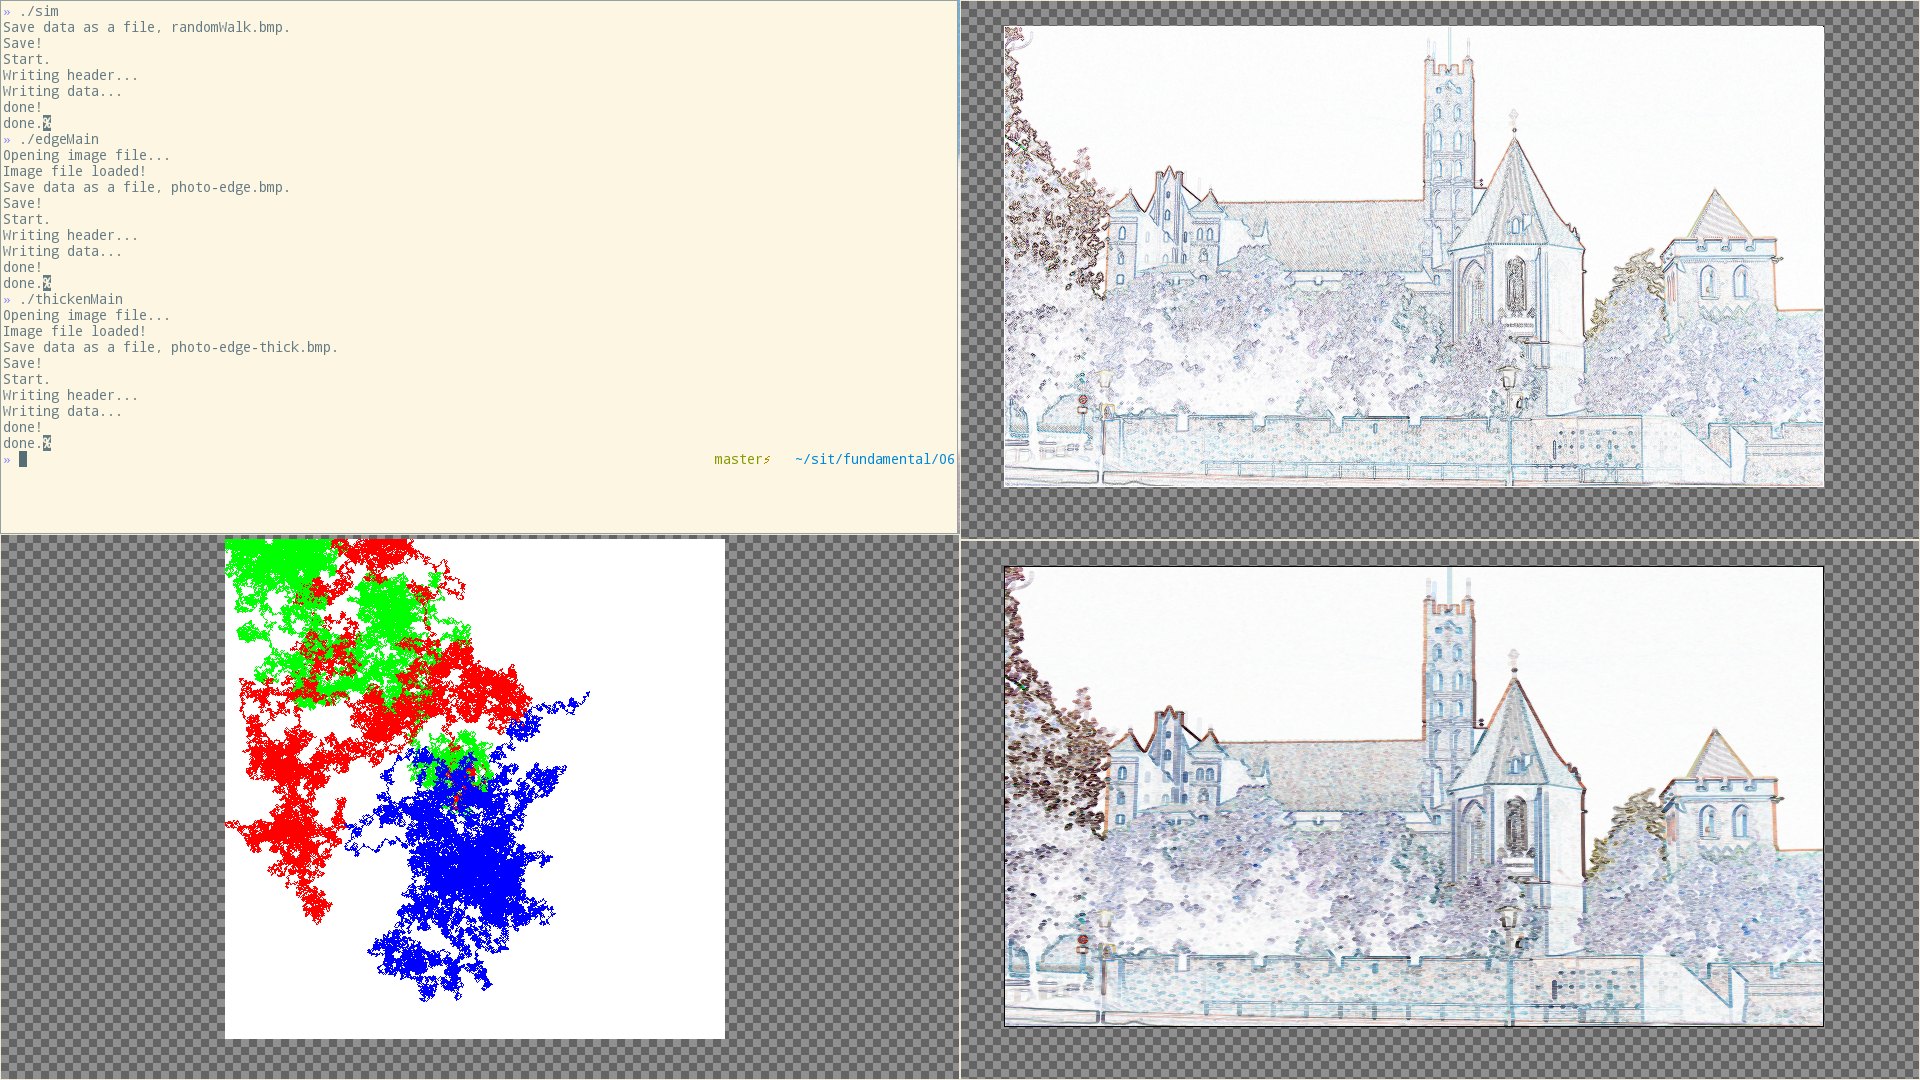 » ./sim
Save data as a file, randomWalk.bmp.
Save!
Start.
Writing header...
Writing data...
done!
done.%
» ./edgeMain
Opening image file...
Image file loaded!
Save data as a file, photo-edge.bmp.
Save!
Start.
Writing header...
Writing data...
done!
done.%
» ./thickenMain
Opening image file...
Image file loaded!
Save data as a file, photo-edge-thick.bmp.
Save!
Start.
Writing header...
Writing data...
done!
done.%
» master⚡ ~/sit/fundamental/06